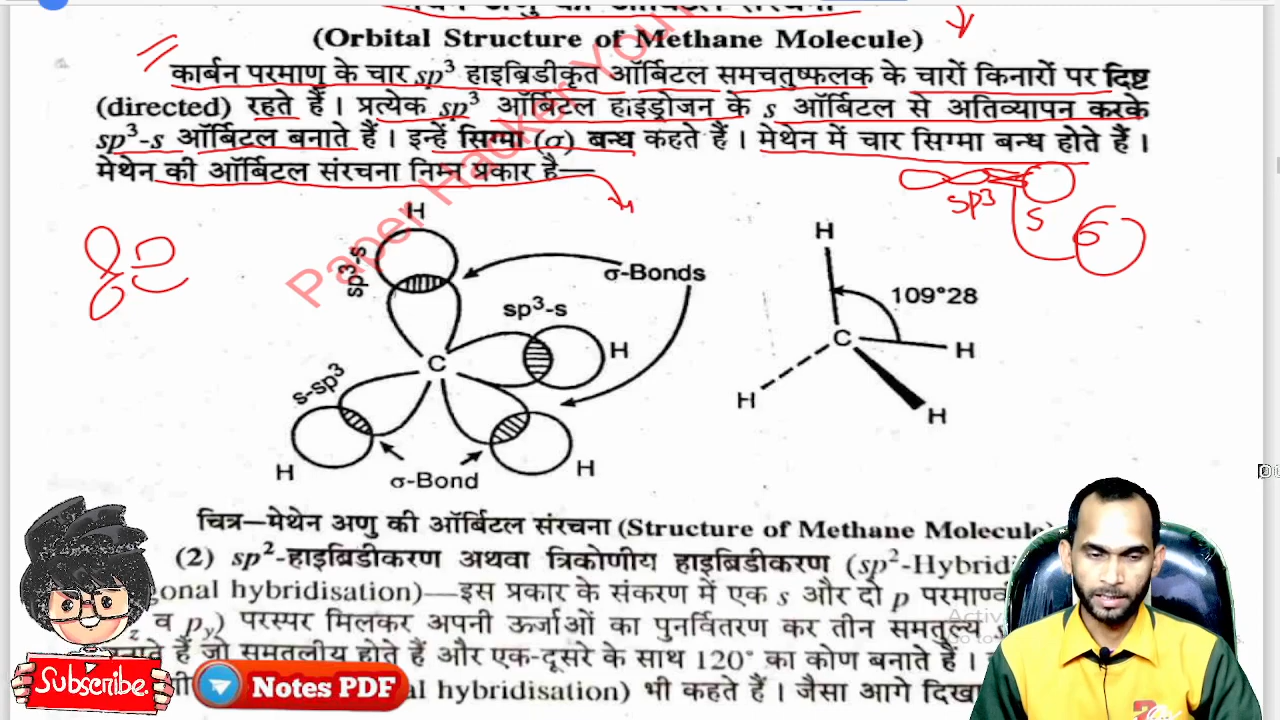 (Orbital Structure of Methane Molecule)
कार्बन परमाणु के चार sp³ हाइब्रिडीकृत ऑर्बिटल समचतुष्फलक के चारों किनारों पर दिष्ट
(directed) रहते हैं। प्रत्येक sp³ ऑर्बिटल हाइड्रोजन के s ऑर्बिटल से अतिव्यापन करके
sp³-s ऑर्बिटल बनाते हैं। इन्हें सिग्मा (σ) बन्ध कहते हैं। मेथेन में चार सिग्मा बन्ध होते हैं।
मेथेन की ऑर्बिटल संरचना निम्न प्रकार है—
sp³
s
Paper Hacker
H
sp³-s
σ-Bonds
sp³-s
H
C
s-sp³
H
σ-Bond
H
H
109°28
C
H
H
H
चित्र—मेथेन अणु की ऑर्बिटल संरचना (Structure of Methane Molecule)
(2) sp²-हाइब्रिडीकरण अथवा त्रिकोणीय हाइब्रिडीकरण (sp²-Hybridi
gonal hybridisation)—इस प्रकार के संकरण में एक s और दो p
z व py) परस्पर मिलकर अपनी ऊर्जाओं का पुनर्वितरण कर तीन समतुल्य
हैं जो समतलीय होते हैं और एक-दूसरे के साथ 120° का कोण बनाते हैं।
al hybridisation) भी कहते हैं। जैसा आगे
Subscribe.
Notes PDF